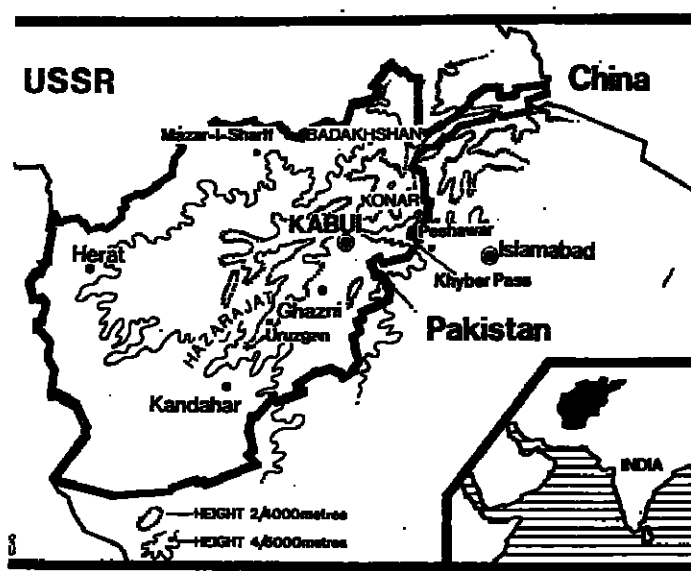 USSR
China
Mazar-i-Shariff
BADAKHSHAN
KONAR
KABUL
Peshawar
Herat
Islamabad
Khyber Pass
HAZARAJAT
Ghazni
Uruzgan
Pakistan
Kandahar
INDIA
HEIGHT 2/4000metres
HEIGHT 4/5000metres